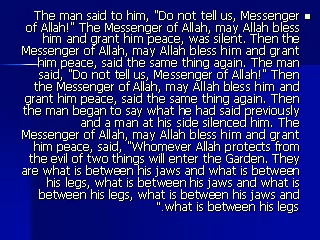 The man said to him, "Do not tell us, Messenger
of Allah!" The Messenger of Allah, may Allah bless
him and grant him peace, was silent. Then the
Messenger of Allah, may Allah bless him and grant
him peace, said the same thing again. The man
said, "Do not tell us, Messenger of Allah!" Then
the Messenger of Allah, may Allah bless him and
grant him peace, said the same thing again. Then
the man began to say what he had said previously
and a man at his side silenced him. The
Messenger of Allah, may Allah bless him and grant
him peace, said, "Whomever Allah protects from
the evil of two things will enter the Garden. They
are what is between his jaws and what is between
his legs, what is between his jaws and what is
between his legs, what is between his jaws and
".what is between his legs